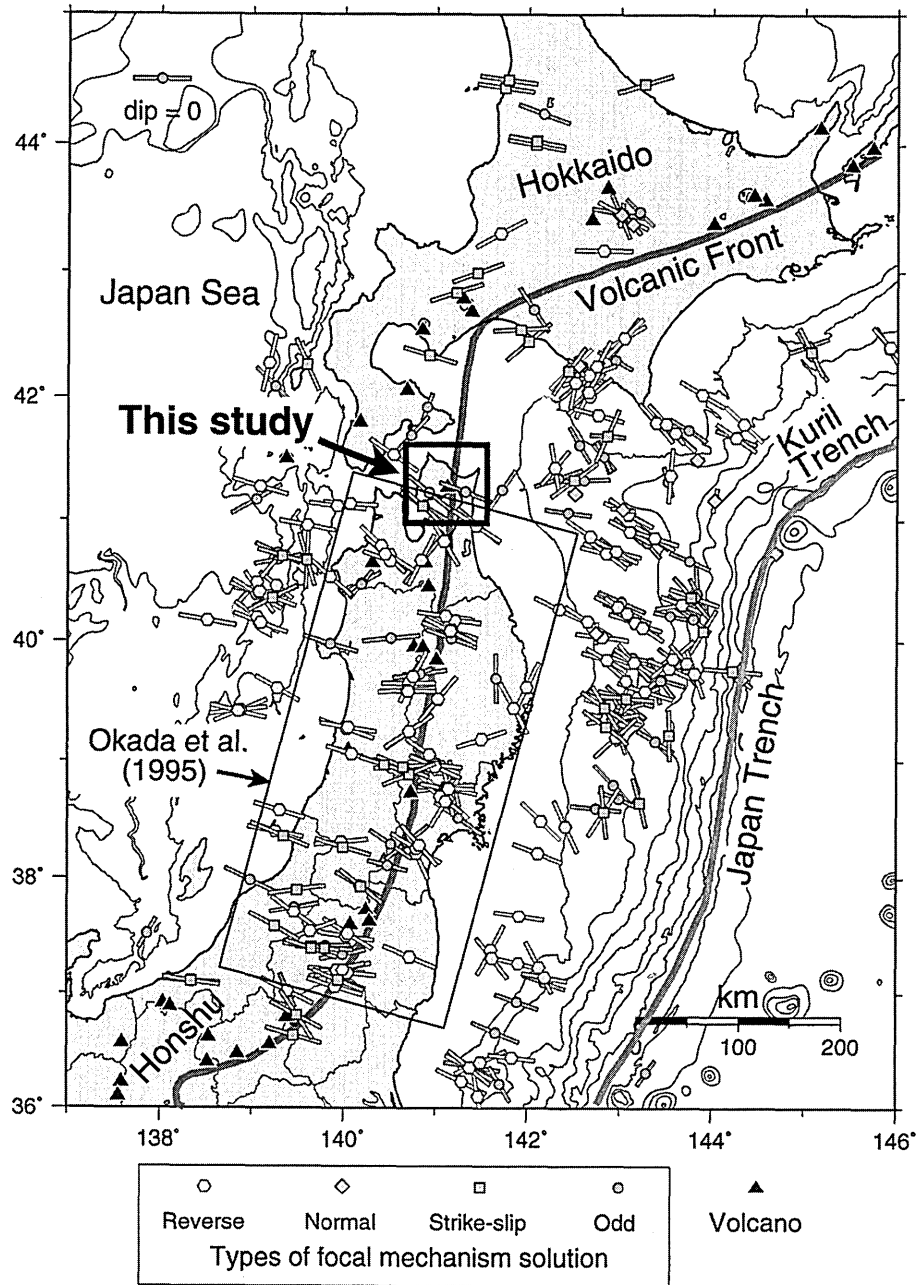 dip = 0
44°
Hokkaido
Japan Sea
Volcanic Front
42°
This study
Kuril
Trench
40°
Okada et al.
(1995)
Japan Trench
38°
km
100
200
Honshu
36°
138°
140°
142°
144°
146°
Reverse
Normal
Strike-slip
Odd
Volcano
Types of focal mechanism solution